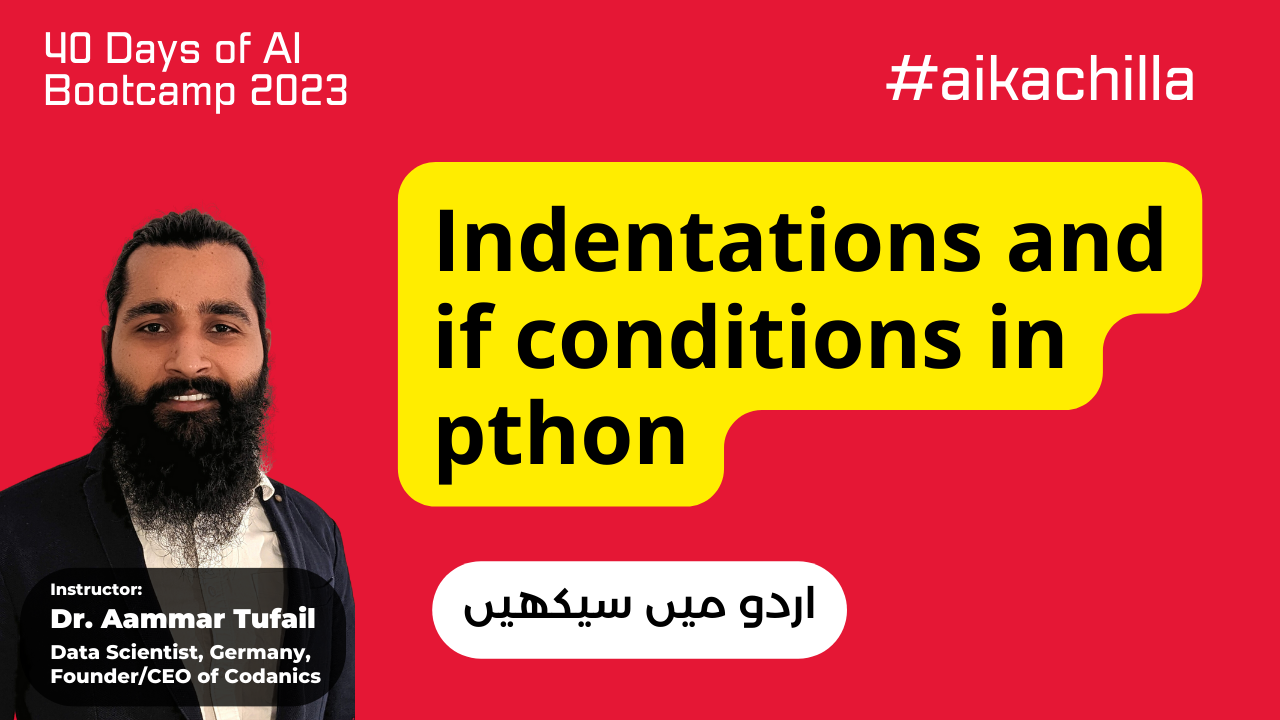 40 Days of AI
Bootcamp 2023
#aikachilla
Indentations and
if conditions in
pthon
اردو میں سیکھیں
Instructor:
Dr. Aammar Tufail
Data Scientist, Germany,
Founder/CEO of Codanics